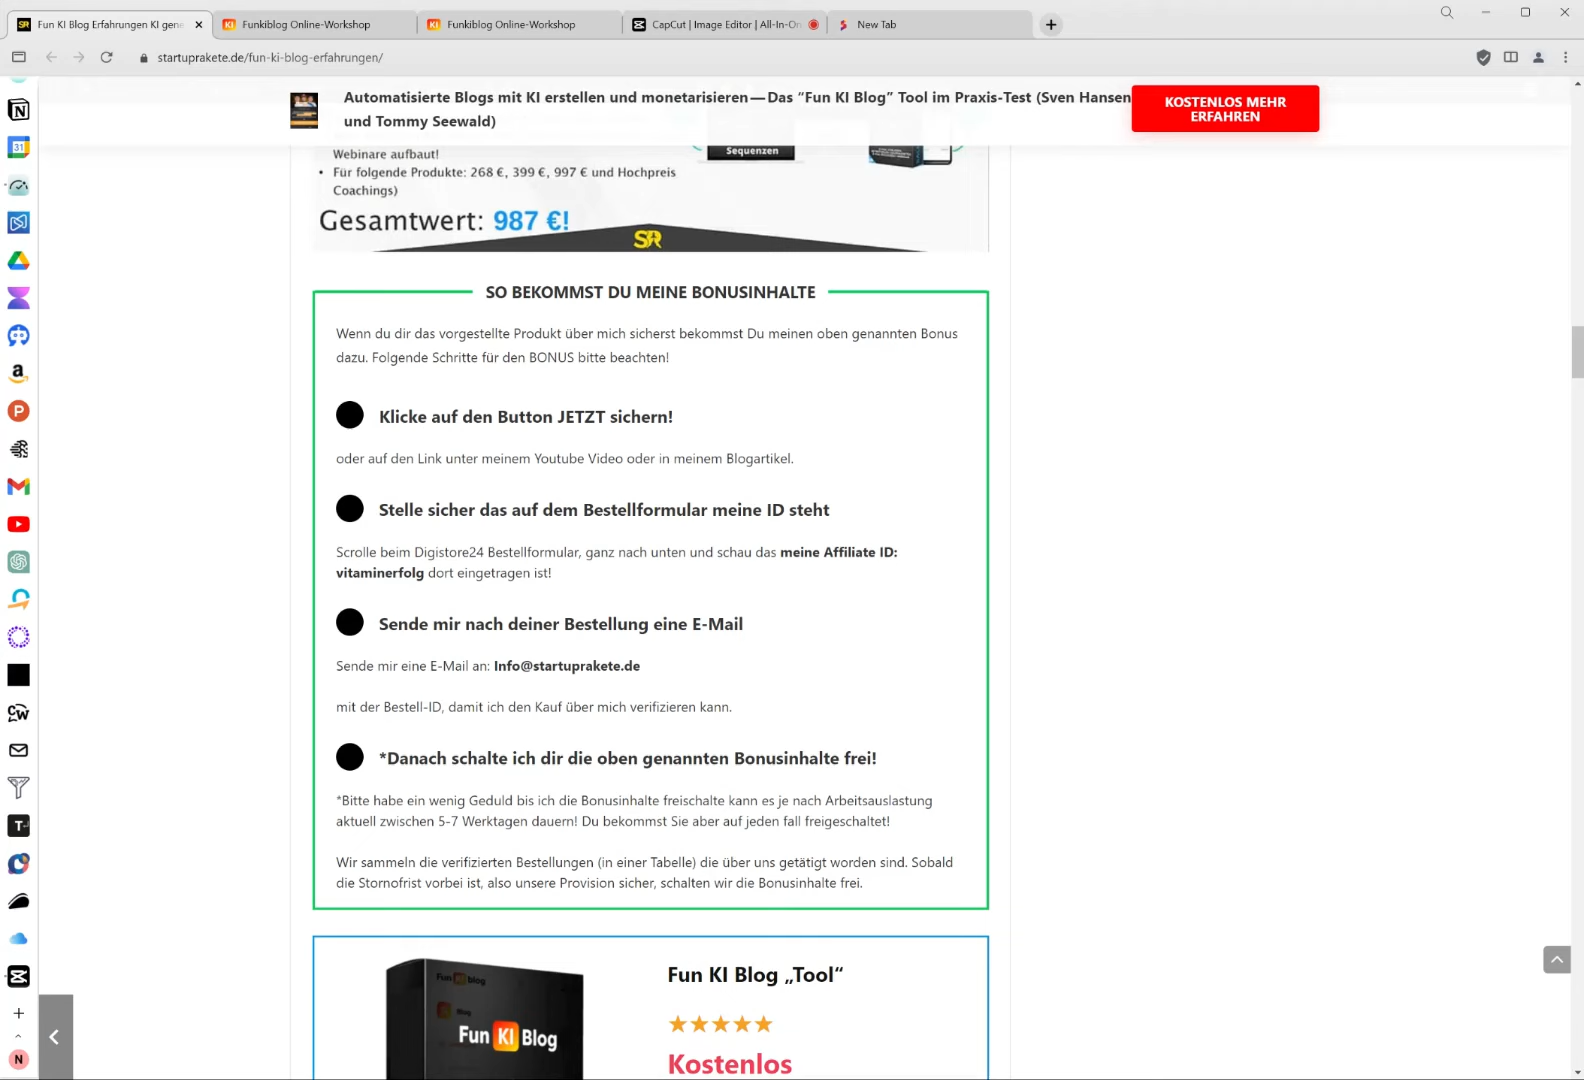 Fun KI Blog Erfahrungen KI gene
Funkiblog Online-Workshop
Funkiblog Online-Workshop
CapCut | Image Editor | All-In-On
New Tab
startuprakete.de/fun-ki-blog-erfahrungen/
Automatisierte Blogs mit KI erstellen und monetarisieren — Das “Fun KI Blog” Tool im Praxis-Test (Sven Hansen
und Tommy Seewald)
KOSTENLOS MEHR
ERFAHREN
Webinare aufbaut!
• Für folgende Produkte: 268 €, 399 €, 997 € und Hochpreis
Coachings)
Sequenzen
Gesamtwert: 987 €!
SR
SO BEKOMMST DU MEINE BONUSINHALTE
Wenn du dir das vorgestellte Produkt über mich sicherst bekommst Du meinen oben genannten Bonus
dazu. Folgende Schritte für den BONUS bitte beachten!
Klicke auf den Button JETZT sichern!
oder auf den Link unter meinem Youtube Video oder in meinem Blogartikel.
Stelle sicher das auf dem Bestellformular meine ID steht
Scrolle beim Digistore24 Bestellformular, ganz nach unten und schau das meine Affiliate ID:
vitaminerfolg dort eingetragen ist!
Sende mir nach deiner Bestellung eine E-Mail
Sende mir eine E-Mail an: Info@startuprakete.de
mit der Bestell-ID, damit ich den Kauf über mich verifizieren kann.
*Danach schalte ich dir die oben genannten Bonusinhalte frei!
*Bitte habe ein wenig Geduld bis ich die Bonusinhalte freischalte kann es je nach Arbeitsauslastung
aktuell zwischen 5-7 Werktagen dauern! Du bekommst Sie aber auf jeden fall freigeschaltet!
Wir sammeln die verifizierten Bestellungen (in einer Tabelle) die über uns getätigt worden sind. Sobald
die Stornofrist vorbei ist, also unsere Provision sicher, schalten wir die Bonusinhalte frei.
Fun KI blog
Blog
Fun KI Blog
Fun KI Blog „Tool“
Kostenlos
31
a
P
CW
T
N